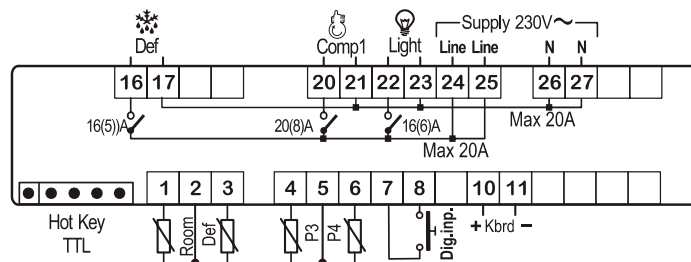 Supply 230V~
Def Comp1 Light Line Line N N
16 17 20 21 22 23 24 25 26 27
16(5))A 20(8)A 16(6)A Max 20A
Max 20A
1 2 3 4 5 6 7 8 10 11
Hot Key
TTL
Room
Def
P3
P4
Dig.inp.
+ Kbrd −